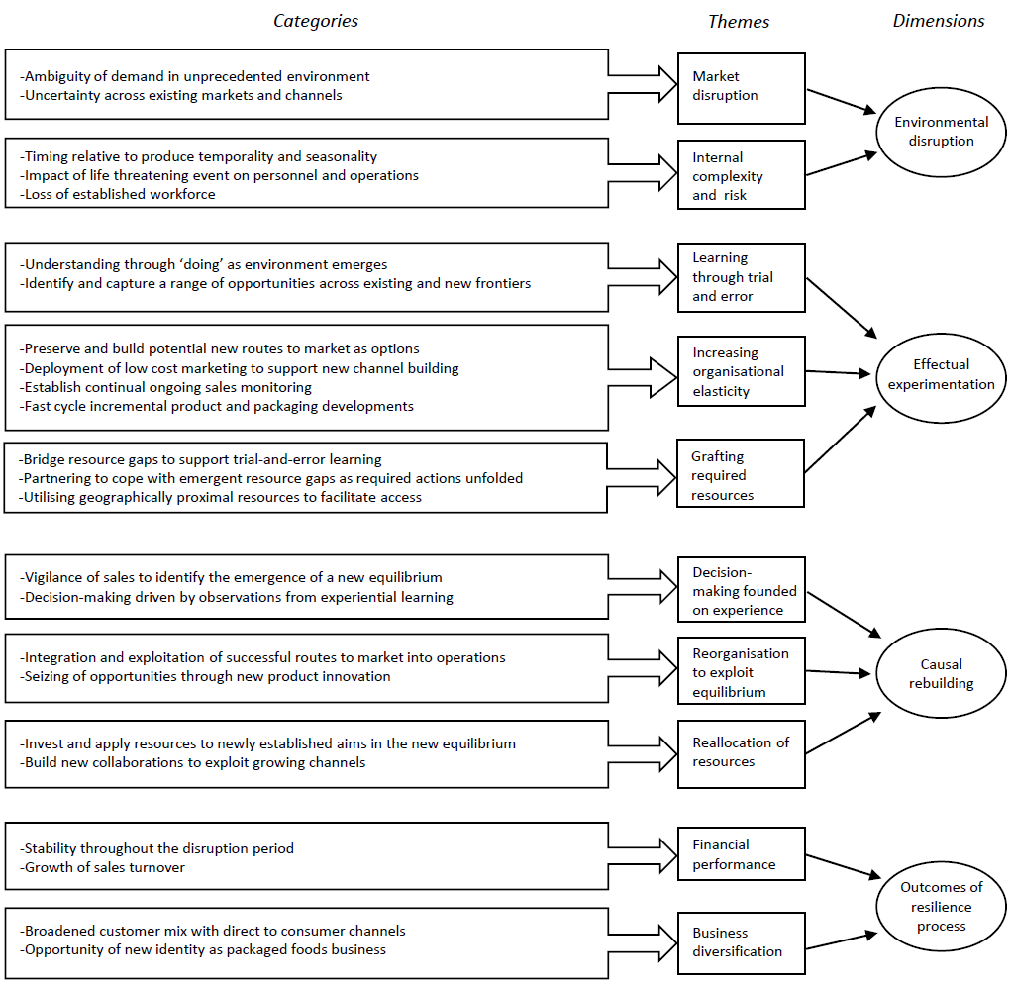 Categories
Themes
Dimensions
-Ambiguity of demand in unprecedented environment
-Uncertainty across existing markets and channels
Market
disruption
-Timing relative to produce temporality and seasonality
-Impact of life threatening event on personnel and operations
-Loss of established workforce
Internal
complexity
and risk
Environmental
disruption
-Understanding through ‘doing’ as environment emerges
-Identify and capture a range of opportunities across existing and new frontiers
Learning
through trial
and error
-Preserve and build potential new routes to market as options
-Deployment of low cost marketing to support new channel building
-Establish continual ongoing sales monitoring
-Fast cycle incremental product and packaging developments
Increasing
organisational
elasticity
-Bridge resource gaps to support trial-and-error learning
-Partnering to cope with emergent resource gaps as required actions unfolded
-Utilising geographically proximal resources to facilitate access
Grafting
required
resources
Effectual
experimentation
-Vigilance of sales to identify the emergence of a new equilibrium
-Decision-making driven by observations from experiential learning
Decision-
making founded
on experience
-Integration and exploitation of successful routes to market into operations
-Seizing of opportunities through new product innovation
Reorganisation
to exploit
equilibrium
-Invest and apply resources to newly established aims in the new equilibrium
-Build new collaborations to exploit growing channels
Reallocation of
resources
Causal
rebuilding
-Stability throughout the disruption period
-Growth of sales turnover
Financial
performance
-Broadened customer mix with direct to consumer channels
-Opportunity of new identity as packaged foods business
Business
diversification
Outcomes of
resilience
process